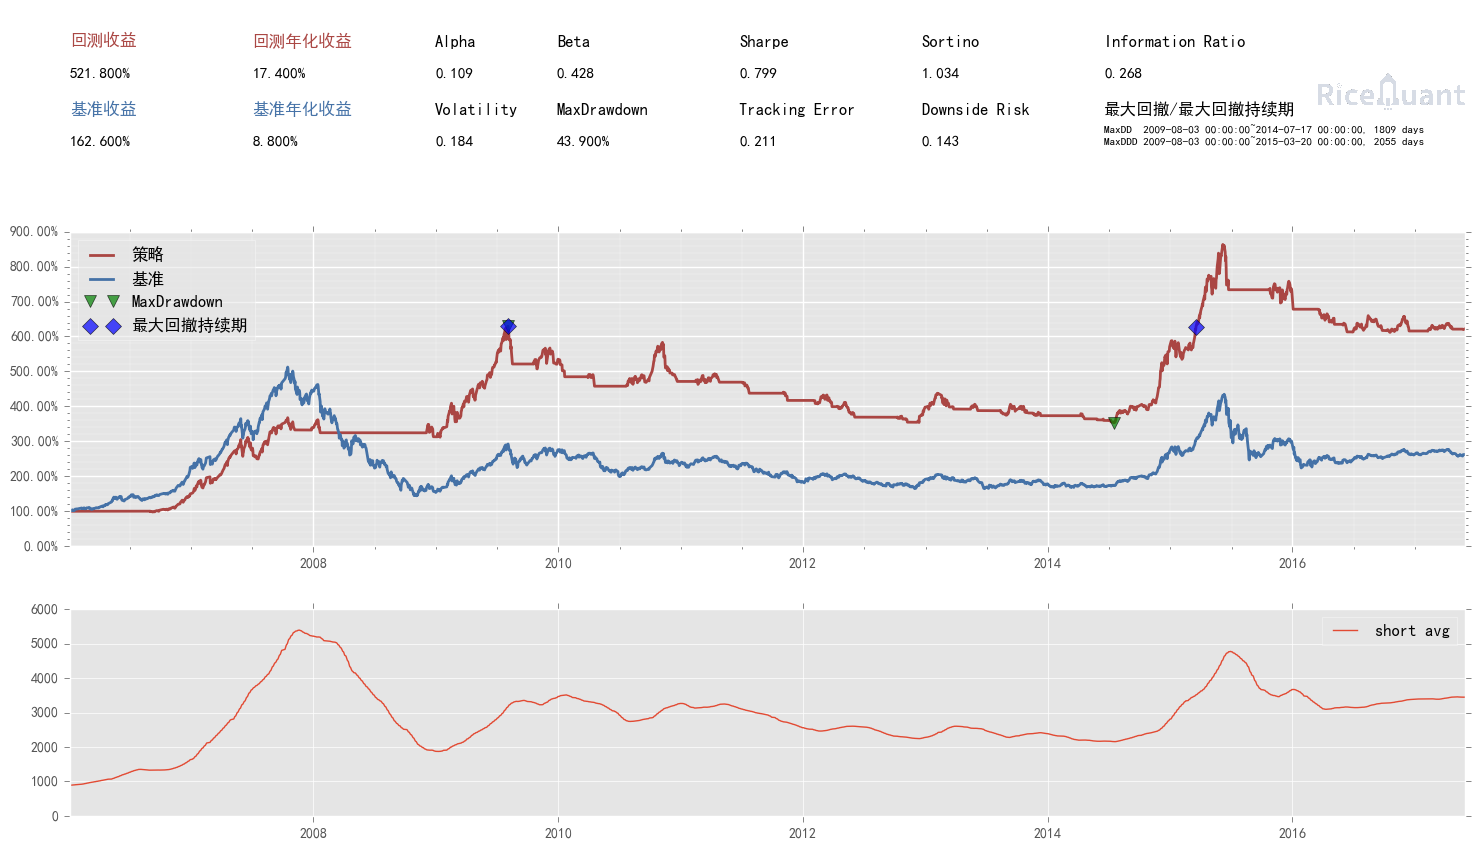 回测收益 回测年化收益 Alpha Beta Sharpe Sortino Information Ratio
521.800% 17.400% 0.109 0.428 0.799 1.034 0.268
RiceQuant
基准收益 基准年化收益 Volatility MaxDrawdown Tracking Error Downside Risk 最大回撤/最大回撤持续期
MaxDD 2009-08-03 00:00:00~2014-07-17 00:00:00, 1809 days
162.600% 8.800% 0.184 43.900% 0.211 0.143 MaxDDD 2009-08-03 00:00:00~2015-03-20 00:00:00, 2055 days
900.00%
策略
800.00%
基准
700.00%
MaxDrawdown
最大回撤持续期
600.00%
500.00%
400.00%
300.00%
200.00%
100.00%
0.00%
2008 2010 2012 2014 2016
6000
short avg
5000
4000
3000
2000
1000
0
2008 2010 2012 2014 2016